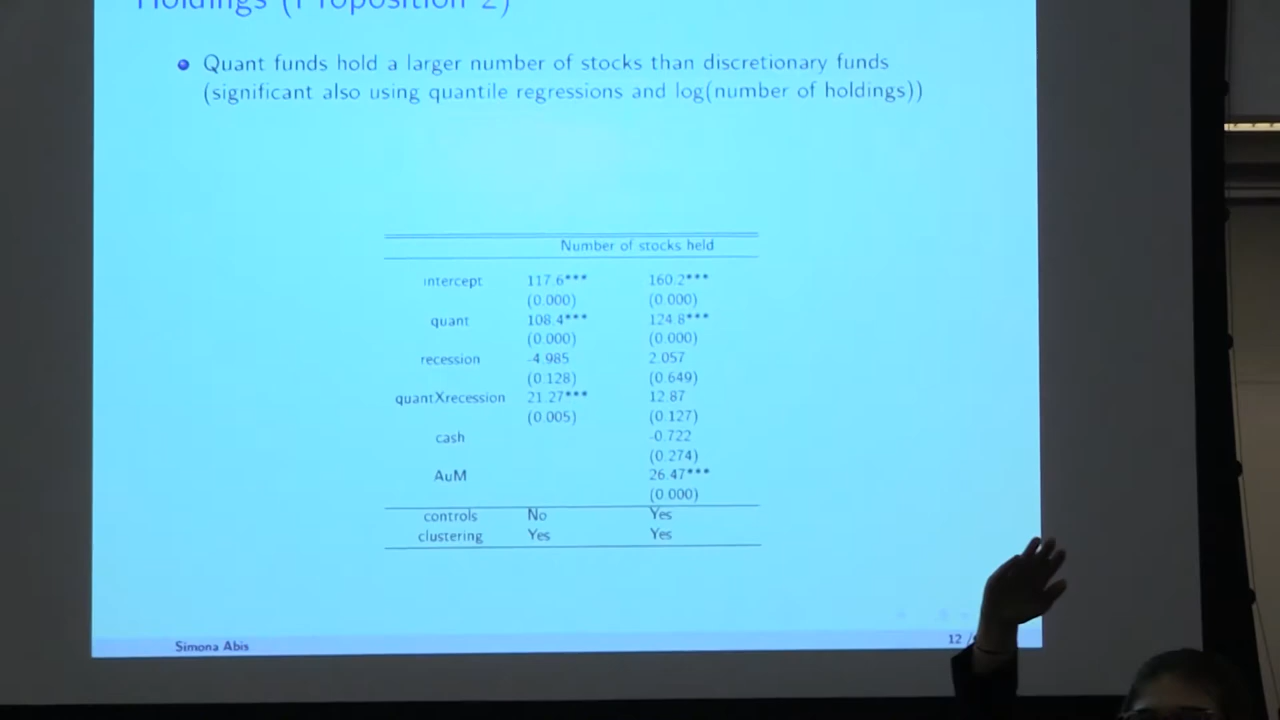 Holdings (Proposition 2)
Quant funds hold a larger number of stocks than discretionary funds
(significant also using quantile regressions and log(number of holdings))
Number of stocks held
intercept 117.6*** 160.2***
(0.000) (0.000)
quant 108.4*** 124.8***
(0.000) (0.000)
recession -4.985 2.057
(0.128) (0.649)
quantXrecession 21.27*** 12.87
(0.005) (0.127)
cash -0.722
(0.274)
AuM 26.47***
(0.000)
controls No Yes
clustering Yes Yes
Simona Abis 12 /